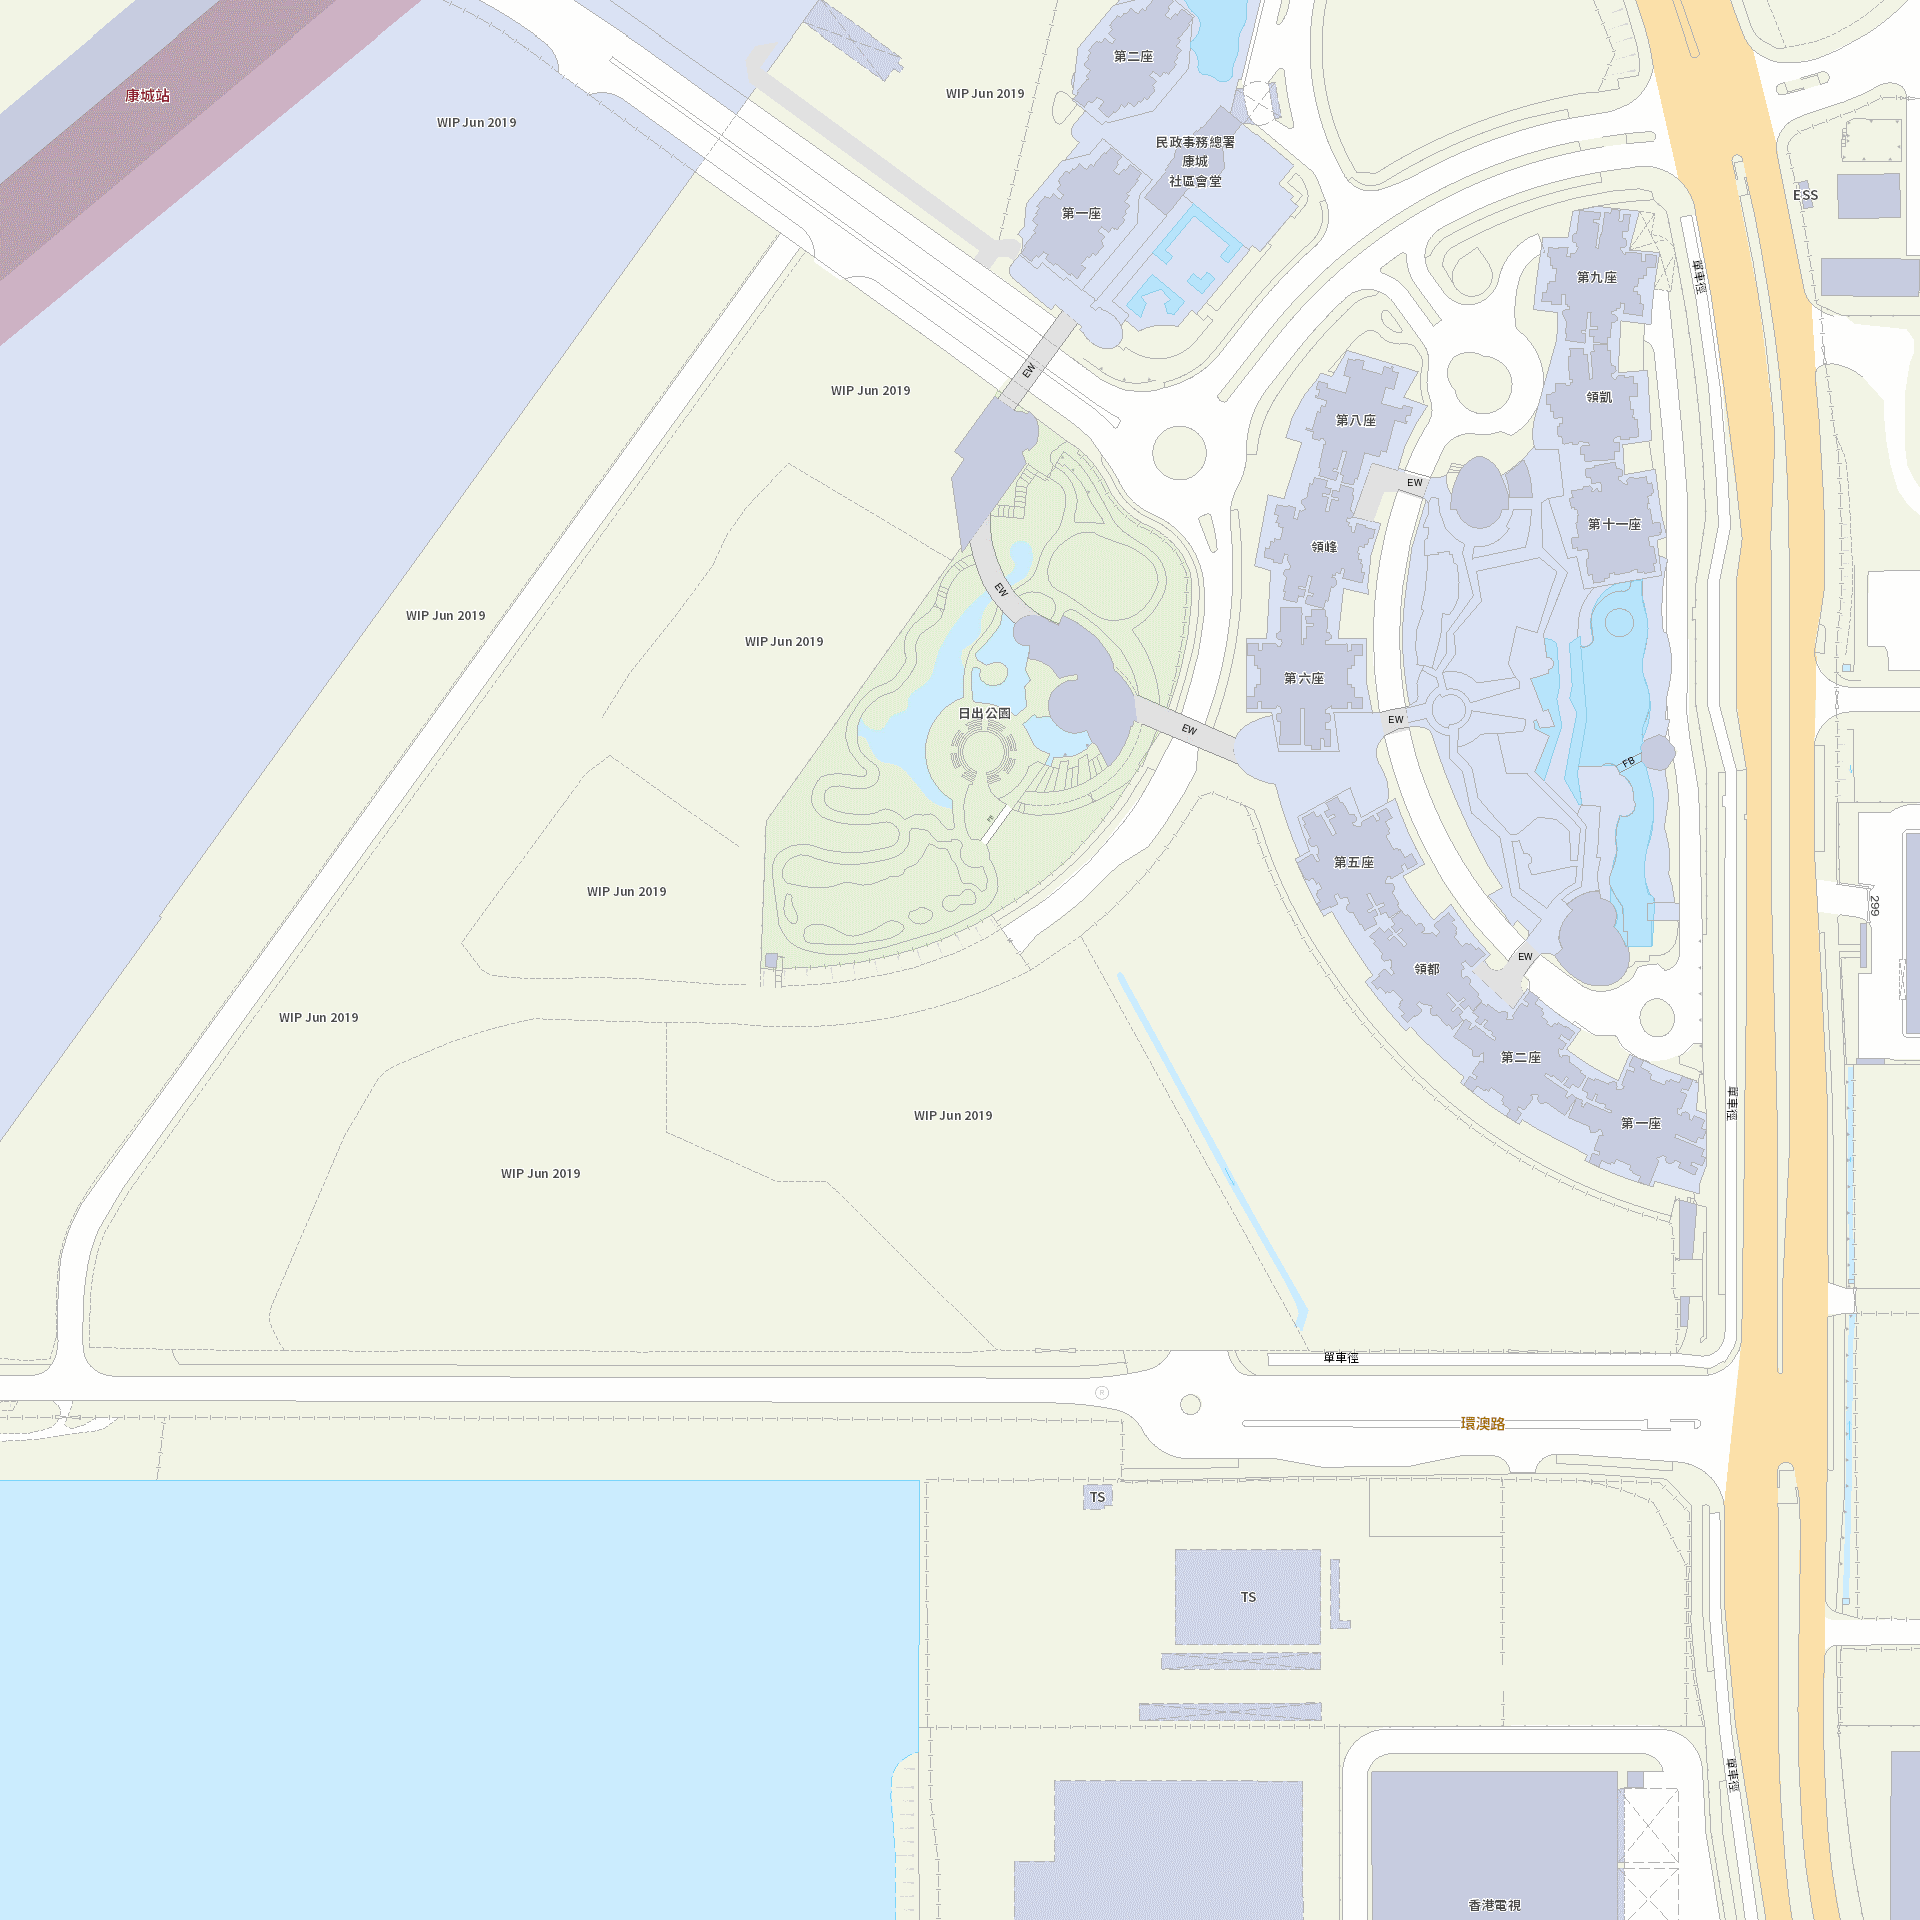 第二座
康城站
WIP Jun 2019
WIP Jun 2019
民政事務總署
康城
社區會堂
ESS
第一座
第九座
單車徑
EW
WIP Jun 2019
領凱
第八座
EW
第十一座
領峰
EW
WIP Jun 2019
WIP Jun 2019
第六座
日出公園
EW
EW
FB
FB
第五座
WIP Jun 2019
299
EW
領都
WIP Jun 2019
第二座
單車徑
WIP Jun 2019
第一座
WIP Jun 2019
單車徑
R
環澳路
TS
TS
單車徑
香港電視